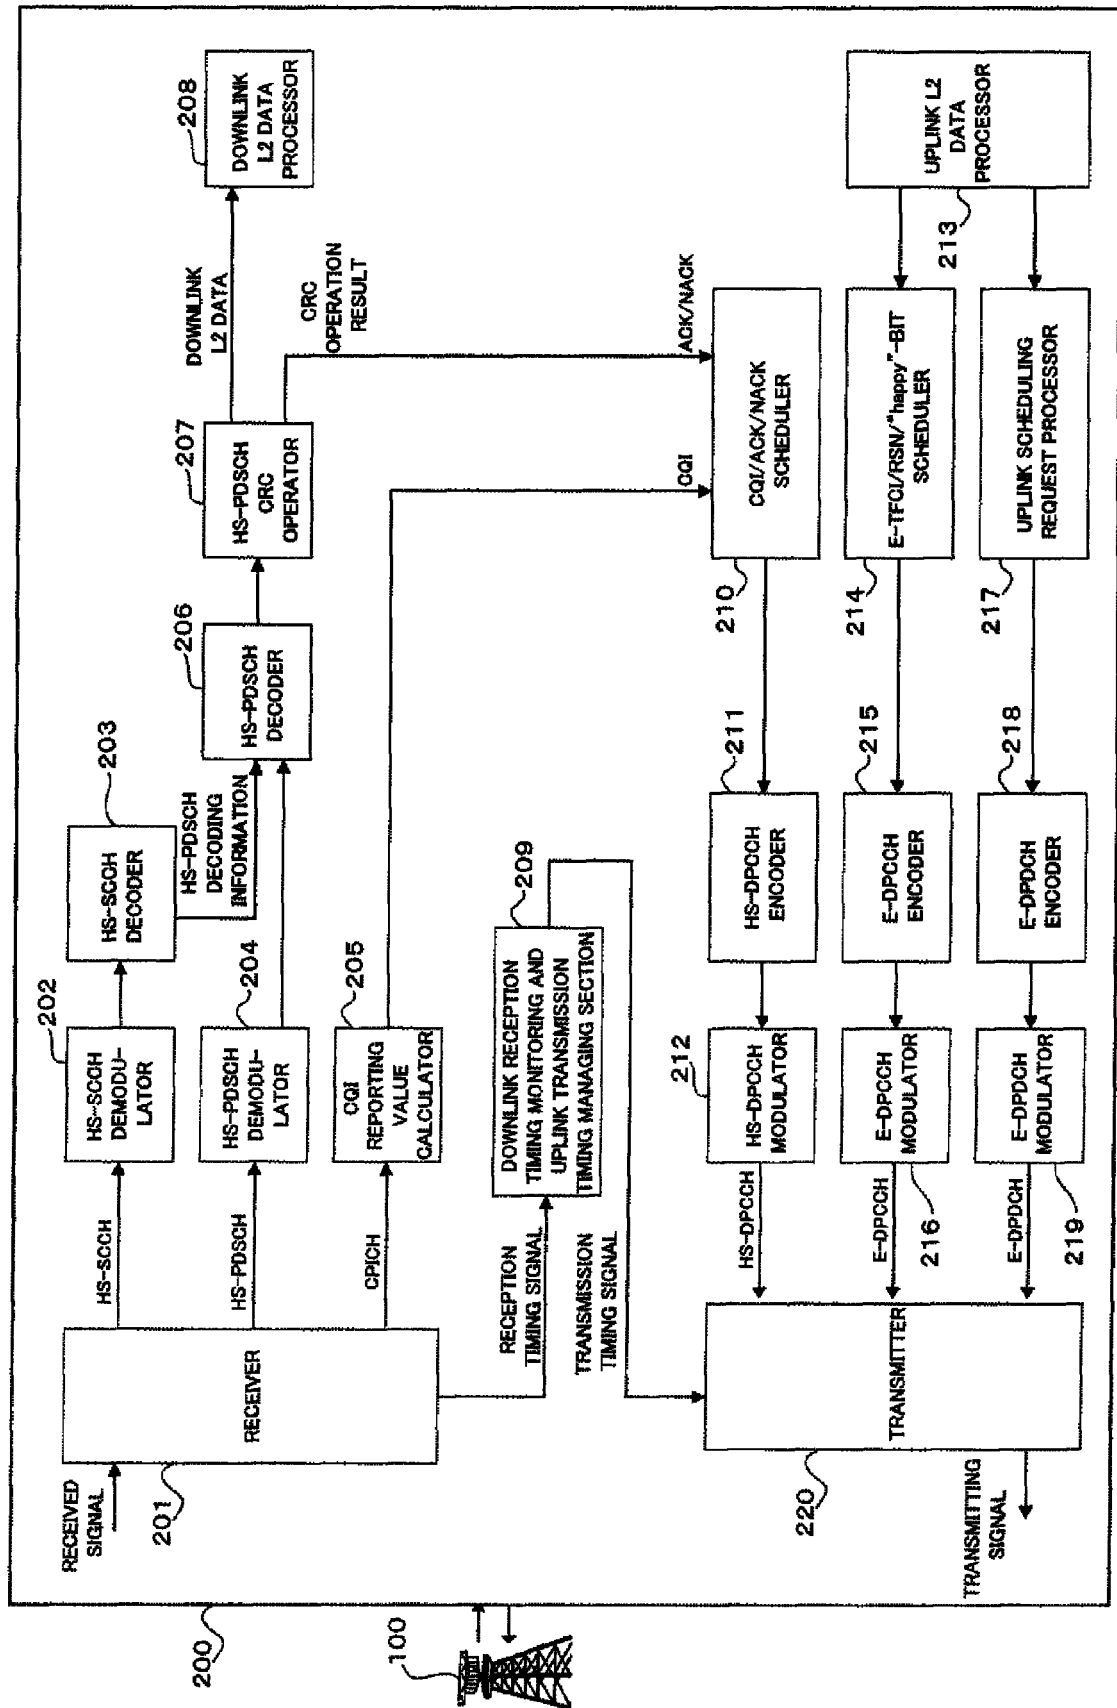 200
100
RECEIVED
SIGNAL
201
RECEIVER
HS-SCCH
HS-PDSCH
CPICH
RECEPTION
TIMING SIGNAL
TRANSMISSION
TIMING SIGNAL
202
HS-SCCH
DEMODU-
LATOR
HS-PDSCH
DEMODU-
LATOR
204
CQI
REPORTING
VALUE
CALCULATOR
205
DOWNLINK RECEPTION
TIMING MONITORING AND
UPLINK TRANSMISSION
TIMING MANAGING SECTION
209
HS-SCCH
DECODER
203
HS-PDSCH
DECODING
INFORMATION
206
HS-PDSCH
DECODER
207
HS-PDSCH
CRC
OPERATOR
DOWNLINK
L2 DATA
CRC
OPERATION
RESULT
208
DOWNLINK
L2 DATA
PROCESSOR
CQI
ACK/NACK
CQI/ACK/NACK
SCHEDULER
210
E-TFCI/RSN/"happy"-BIT
SCHEDULER
214
UPLINK SCHEDULING
REQUEST PROCESSOR
217
UPLINK L2
DATA
PROCESSOR
213
211
HS-DPCCH
ENCODER
215
E-DPCCH
ENCODER
218
E-DPDCH
ENCODER
212
HS-DPCCH
MODULATOR
E-DPCCH
MODULATOR
216
E-DPDCH
MODULATOR
219
HS-DPCCH
E-DPCCH
E-DPDCH
TRANSMITTER
220
TRANSMITTING
SIGNAL